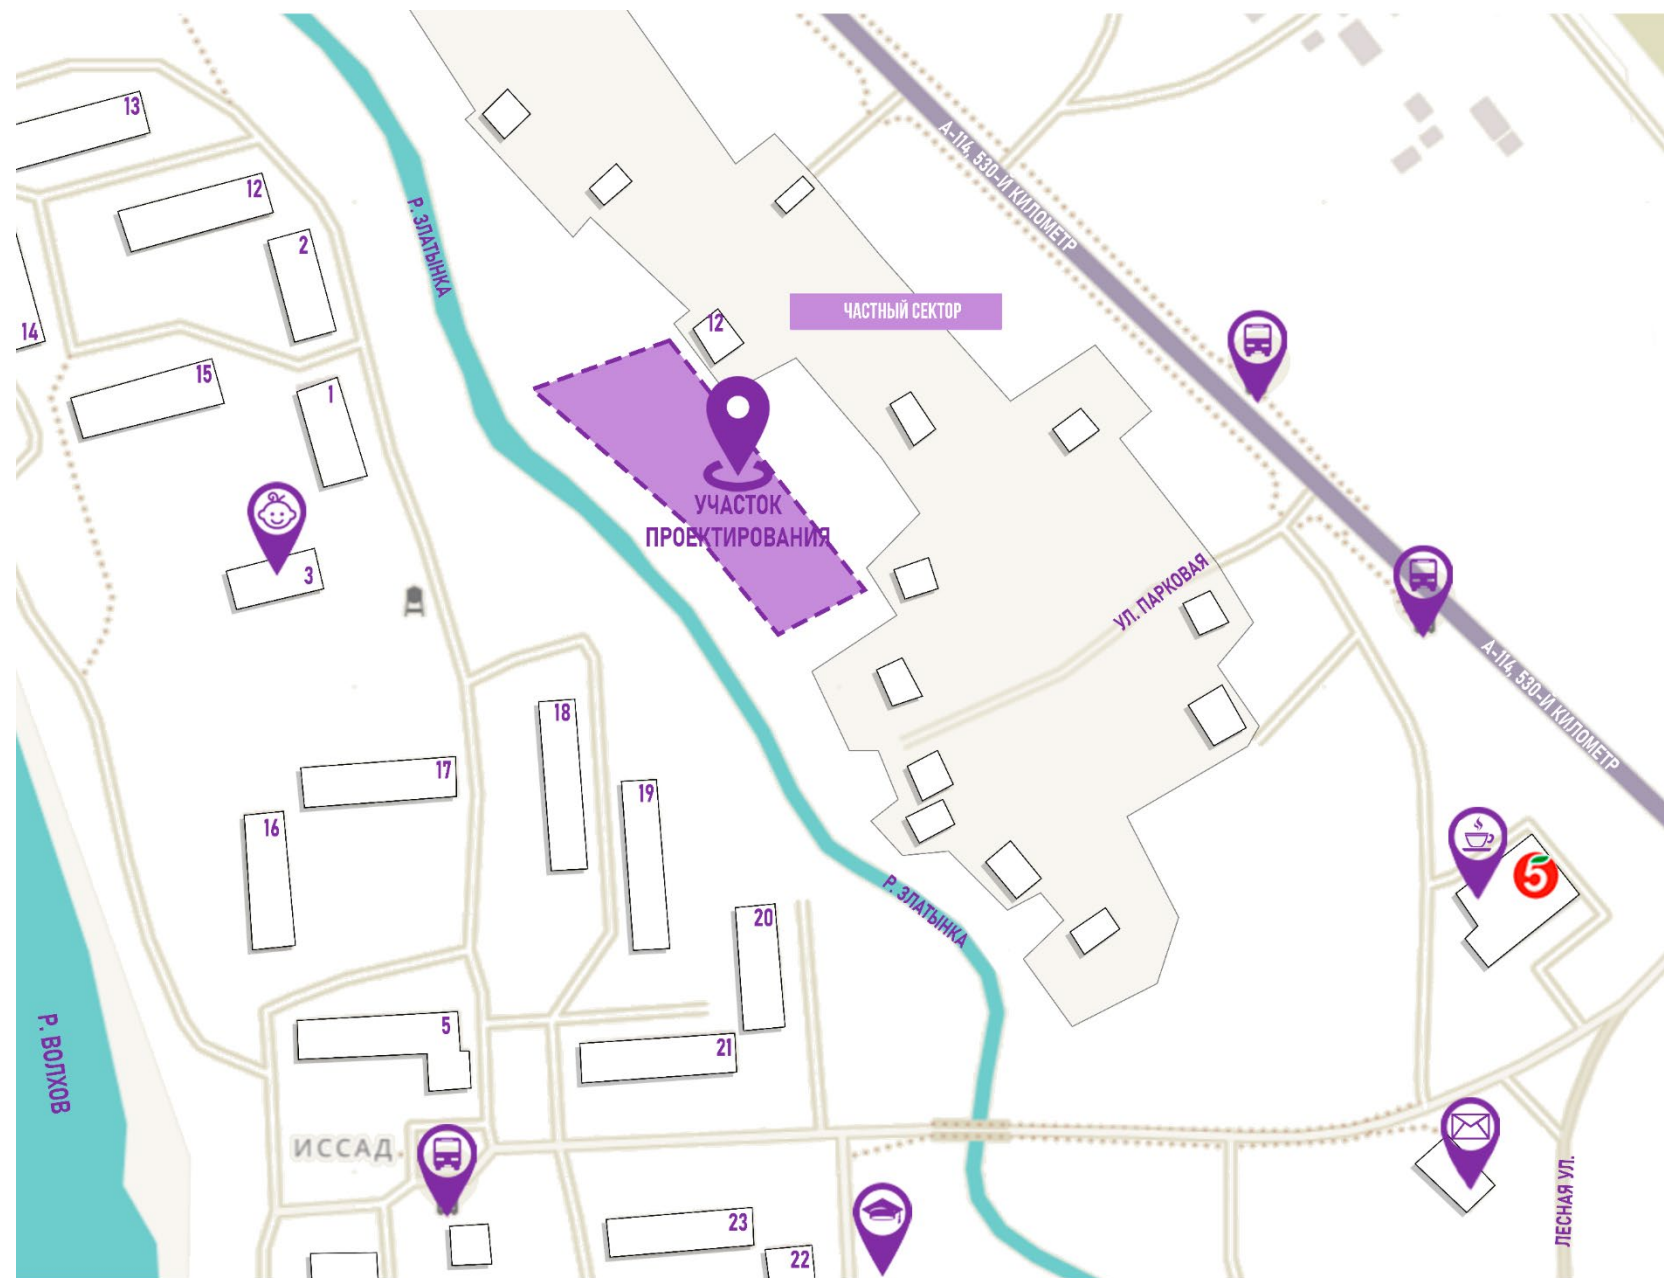 13
А-114, 530-Й КИЛОМЕТР
12
Р. ЗЛАТЫНКА
2
ЧАСТНЫЙ СЕКТОР
12
14
15
1
УЧАСТОК
ПРОЕКТИРОВАНИЯ
3
УЛ. ПАРКОВАЯ
А-114, 530-Й КИЛОМЕТР
18
17
19
16
5
Р. ЗЛАТЫНКА
20
5
21
Р. ВОЛХОВ
ИССАД
ЛЕСНАЯ УЛ.
23
22